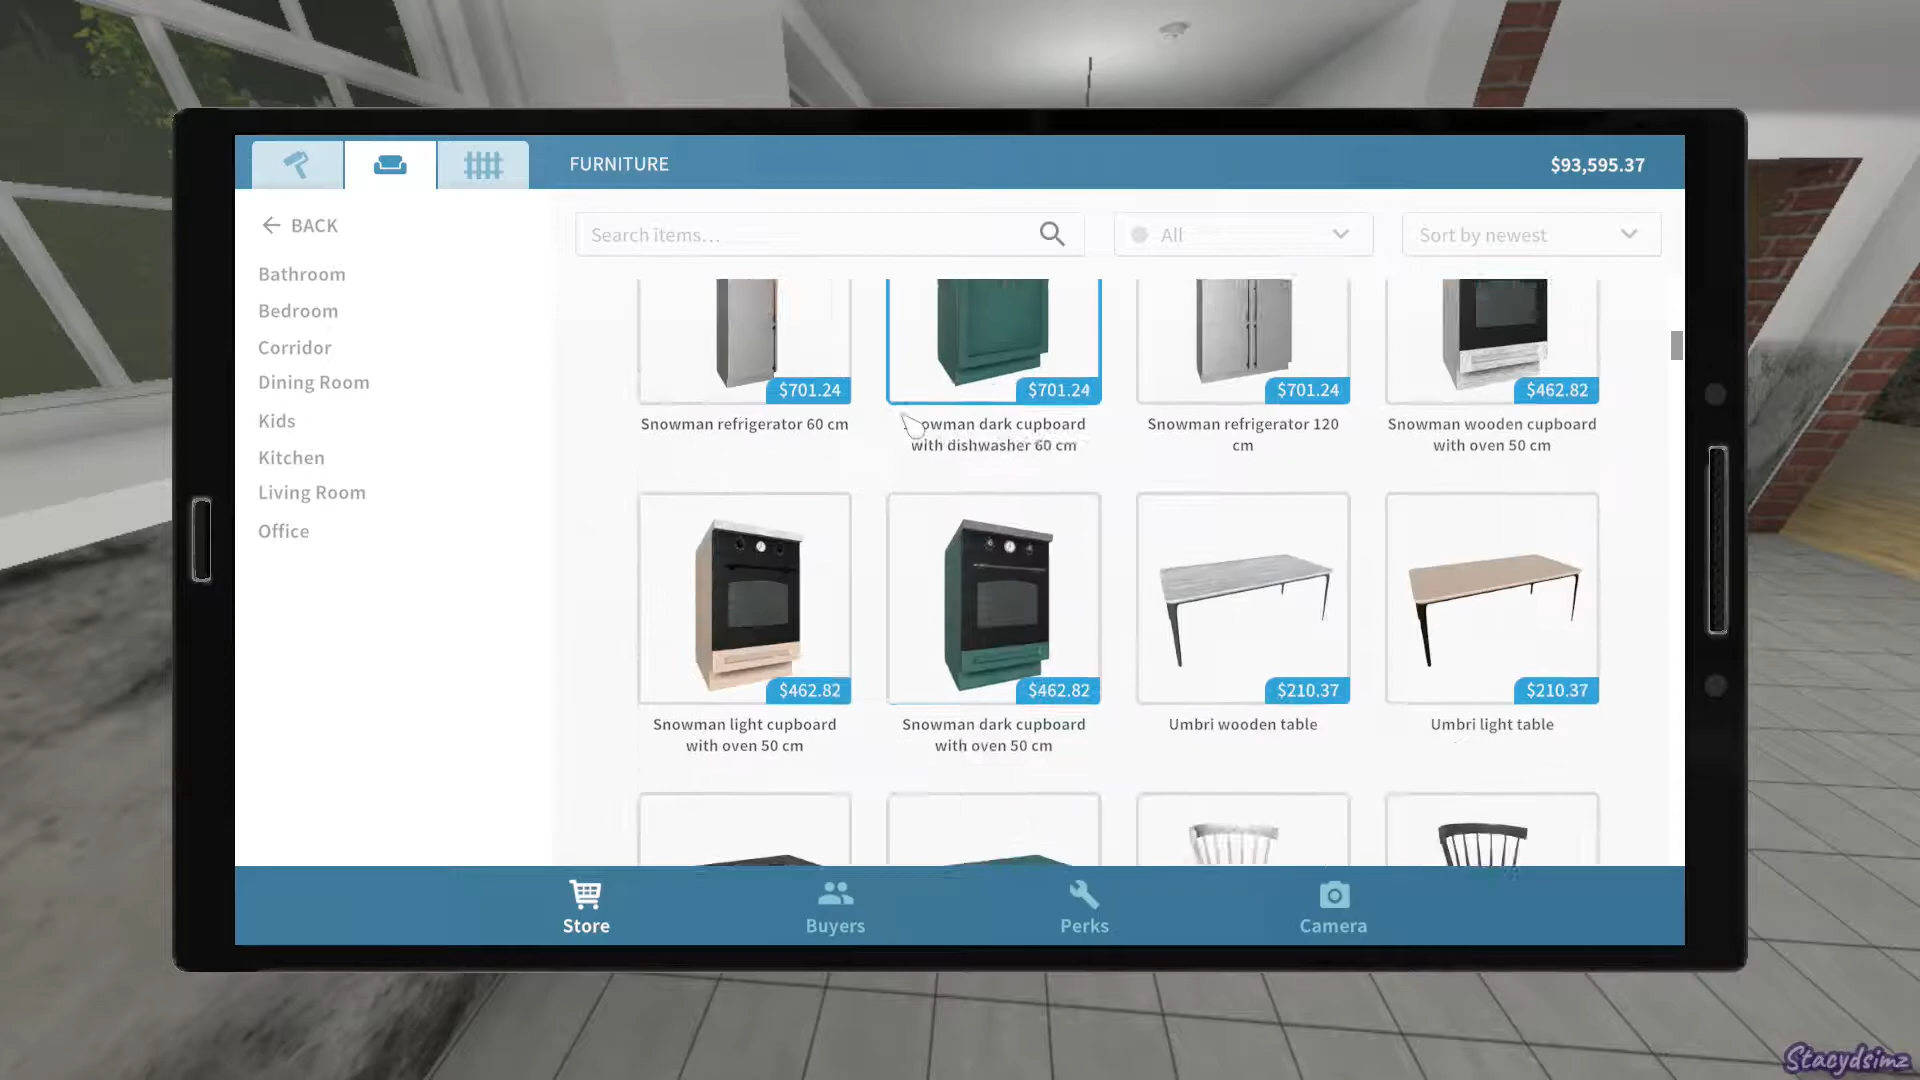 FURNITURE
$93,595.37
BACK
Search items...
All
Sort by newest
Bathroom
Bedroom
Corridor
Dining Room
Kids
Kitchen
Living Room
Office
$701.24
$701.24
$701.24
$462.82
Snowman refrigerator 60 cm
Snowman dark cupboard
with dishwasher 60 cm
Snowman refrigerator 120
cm
Snowman wooden cupboard
with oven 50 cm
$462.82
$462.82
$210.37
$210.37
Snowman light cupboard
with oven 50 cm
Snowman dark cupboard
with oven 50 cm
Umbri wooden table
Umbri light table
Store
Buyers
Perks
Camera
Stacydsimz